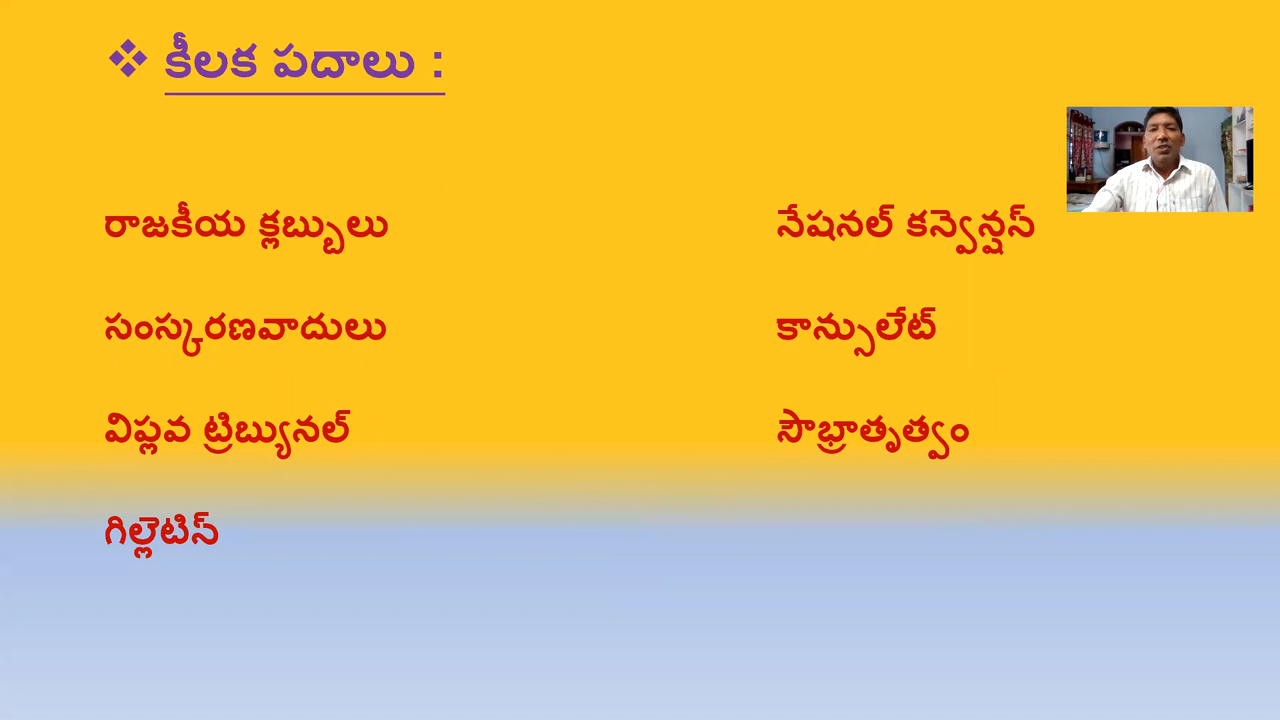 ❖ కీలక పదాలు :
రాజకీయ క్లబ్బులు
సంస్కరణవాదులు
విప్లవ ట్రిబ్యునల్
గిల్లెటిన్
నేషనల్ కన్వెన్షన్
కాన్సులేట్
సౌభ్రాతృత్వం